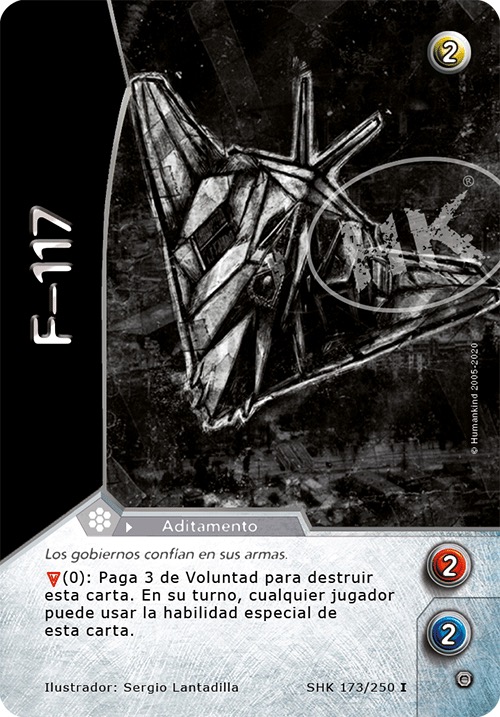 2
F-117
HK®
© Humankind 2005-2020
Aditamento
Los gobiernos confían en sus armas.
(0): Paga 3 de Voluntad para destruir
esta carta. En su turno, cualquier jugador
puede usar la habilidad especial de
esta carta.
2
2
Ilustrador: Sergio Lantadilla
SHK 173/250 I